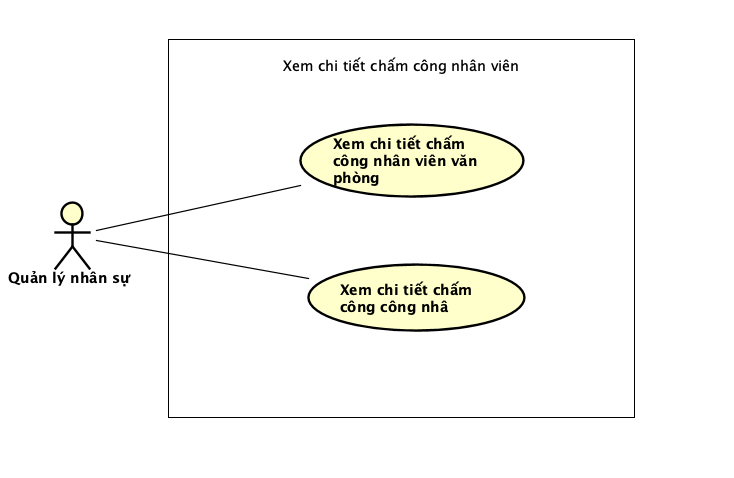 Xem chi tiết chấm công nhân viên
Xem chi tiết chấm
công nhân viên văn
phòng
Quản lý nhân sự
Xem chi tiết chấm
công công nhâ